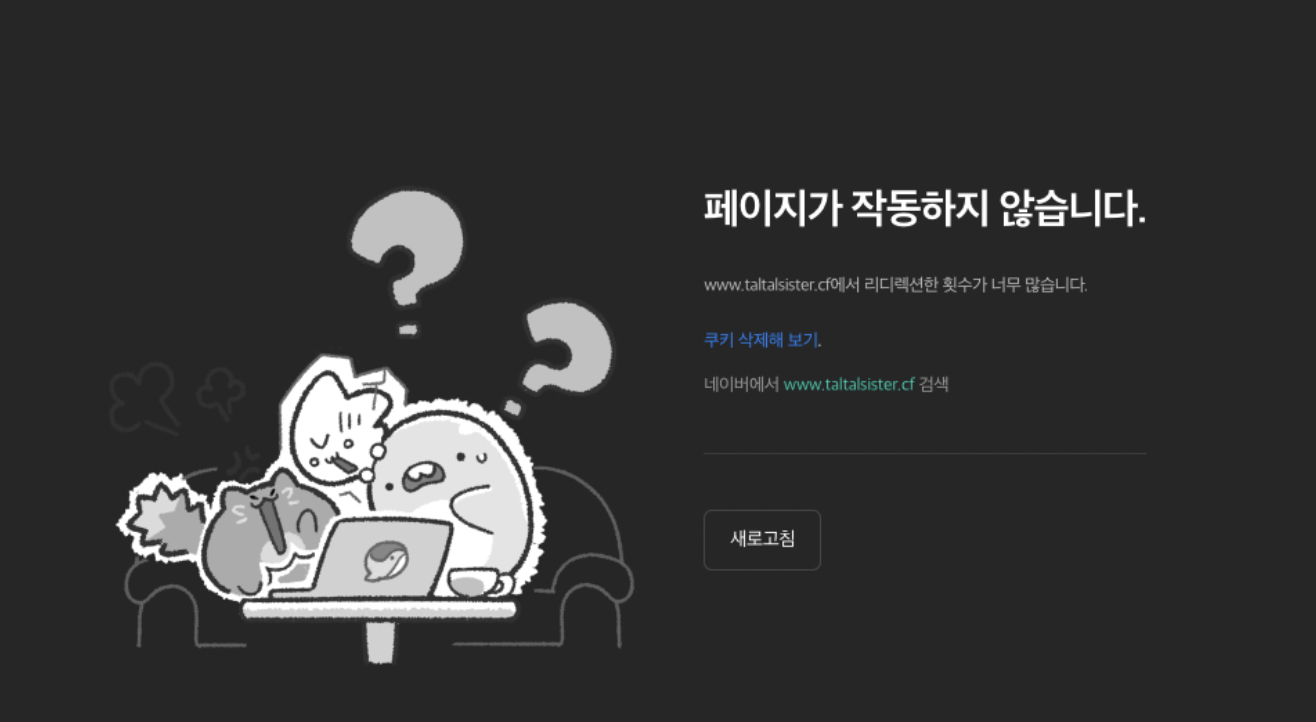 페이지가 작동하지 않습니다.
www.taltalsister.cf에서 리디렉션한 횟수가 너무 많습니다.
쿠키 삭제해 보기.
네이버에서 www.taltalsister.cf 검색
새로고침